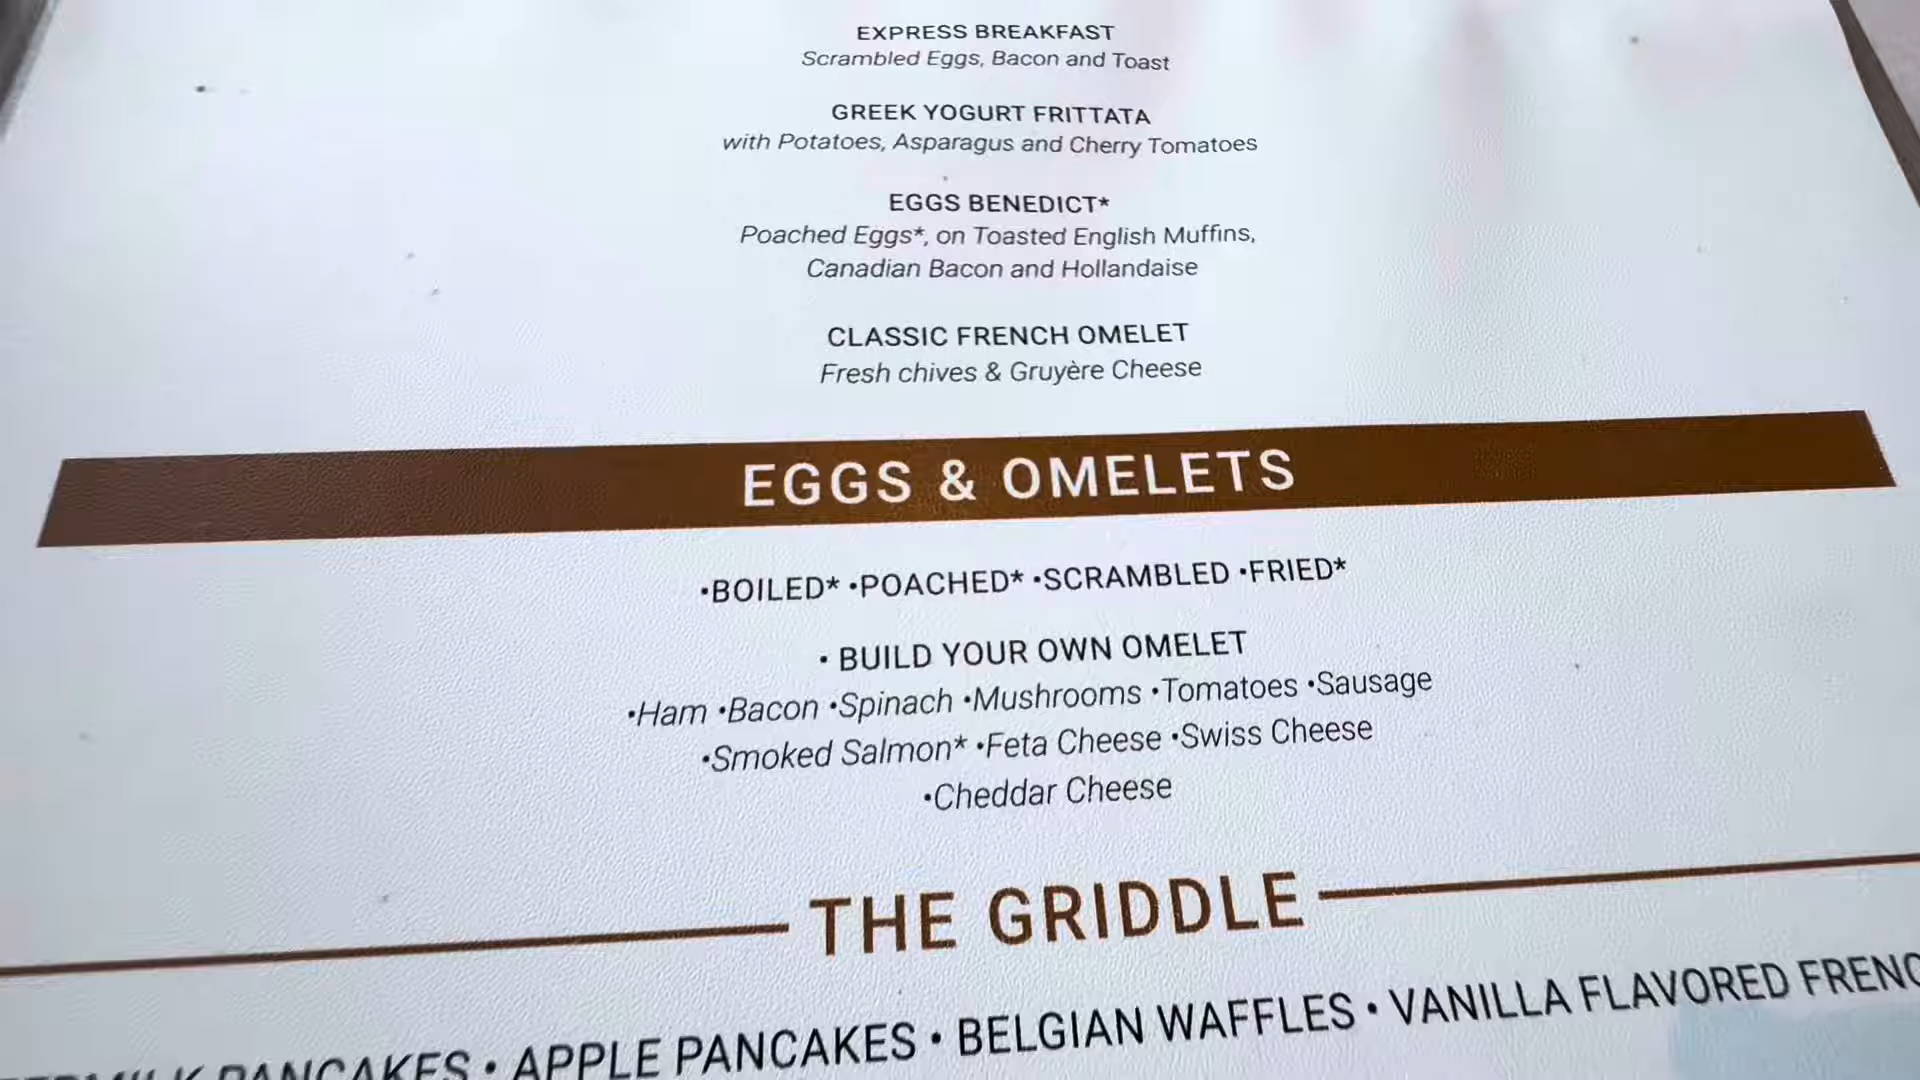 EXPRESS BREAKFAST
Scrambled Eggs, Bacon and Toast
GREEK YOGURT FRITTATA
with Potatoes, Asparagus and Cherry Tomatoes
EGGS BENEDICT*
Poached Eggs*, on Toasted English Muffins,
Canadian Bacon and Hollandaise
CLASSIC FRENCH OMELET
Fresh chives & Gruyère Cheese
EGGS & OMELETS
•BOILED* •POACHED* •SCRAMBLED •FRIED*
• BUILD YOUR OWN OMELET
•Ham •Bacon •Spinach •Mushrooms •Tomatoes •Sausage
•Smoked Salmon* •Feta Cheese •Swiss Cheese
•Cheddar Cheese
THE GRIDDLE
PANCAKES • APPLE PANCAKES • BELGIAN WAFFLES • VANILLA FLAVORED